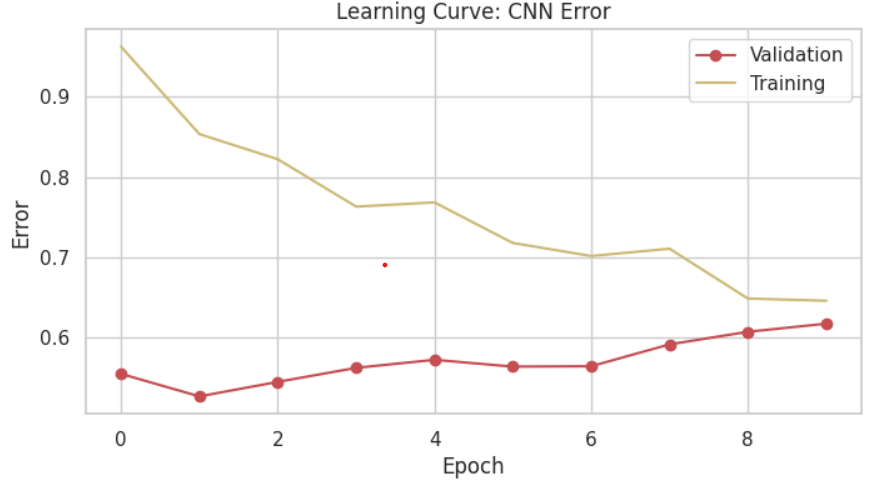 Learning Curve: CNN Error
Validation
Training
0.9
0.8
0.7
0.6
Error
0
2
4
6
8
Epoch